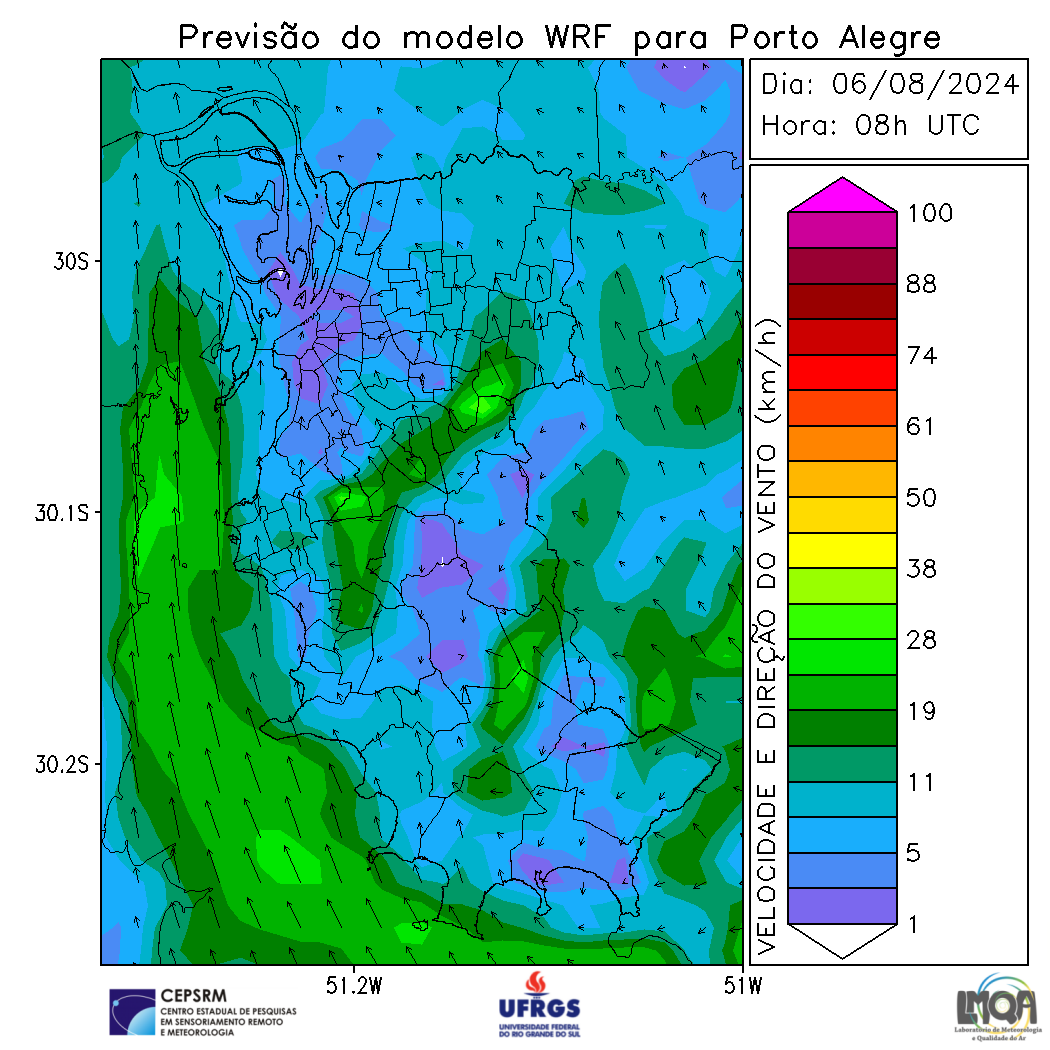 Previsão do modelo WRF para Porto Alegre
Dia: 06/08/2024
Hora: 08h UTC
30S
30.1S
30.2S
51.2W
51W
VELOCIDADE E DIREÇÃO DO VENTO (km/h)
100
88
74
61
50
38
28
19
11
5
1
CEPSRM
CENTRO ESTADUAL DE PESQUISAS
EM SENSORIAMENTO REMOTO
E METEOROLOGIA
UFRGS
UNIVERSIDADE FEDERAL
DO RIO GRANDE DO SUL
LMQA
Laboratório de Meteorologia
e Qualidade do Ar